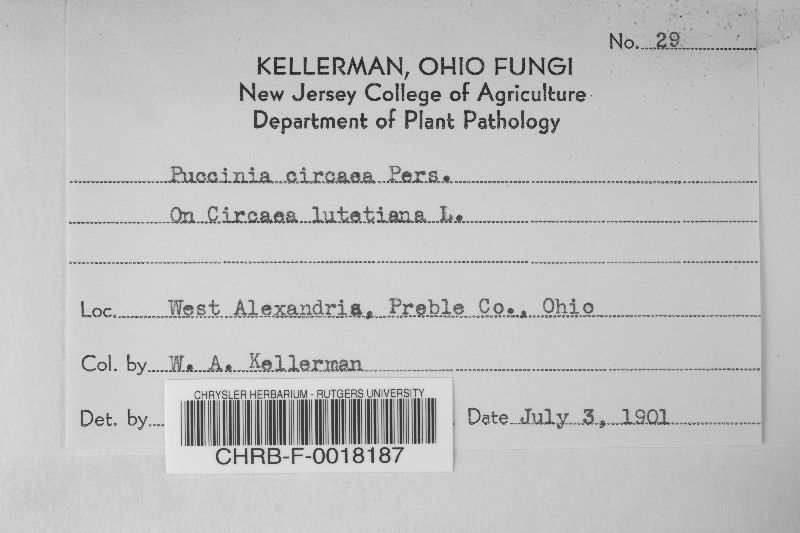 No. 29
KELLERMAN, OHIO FUNGI
New Jersey College of Agriculture
Department of Plant Pathology
Puccinia circaea Pers.
On Circaea lutetiana L.
Loc. West Alexandria, Preble Co., Ohio
Col. by W. A. Kellerman
Det. by
Date July 3, 1901
CHRYSLER HERBARIUM - RUTGERS UNIVERSITY
CHRB-F-0018187